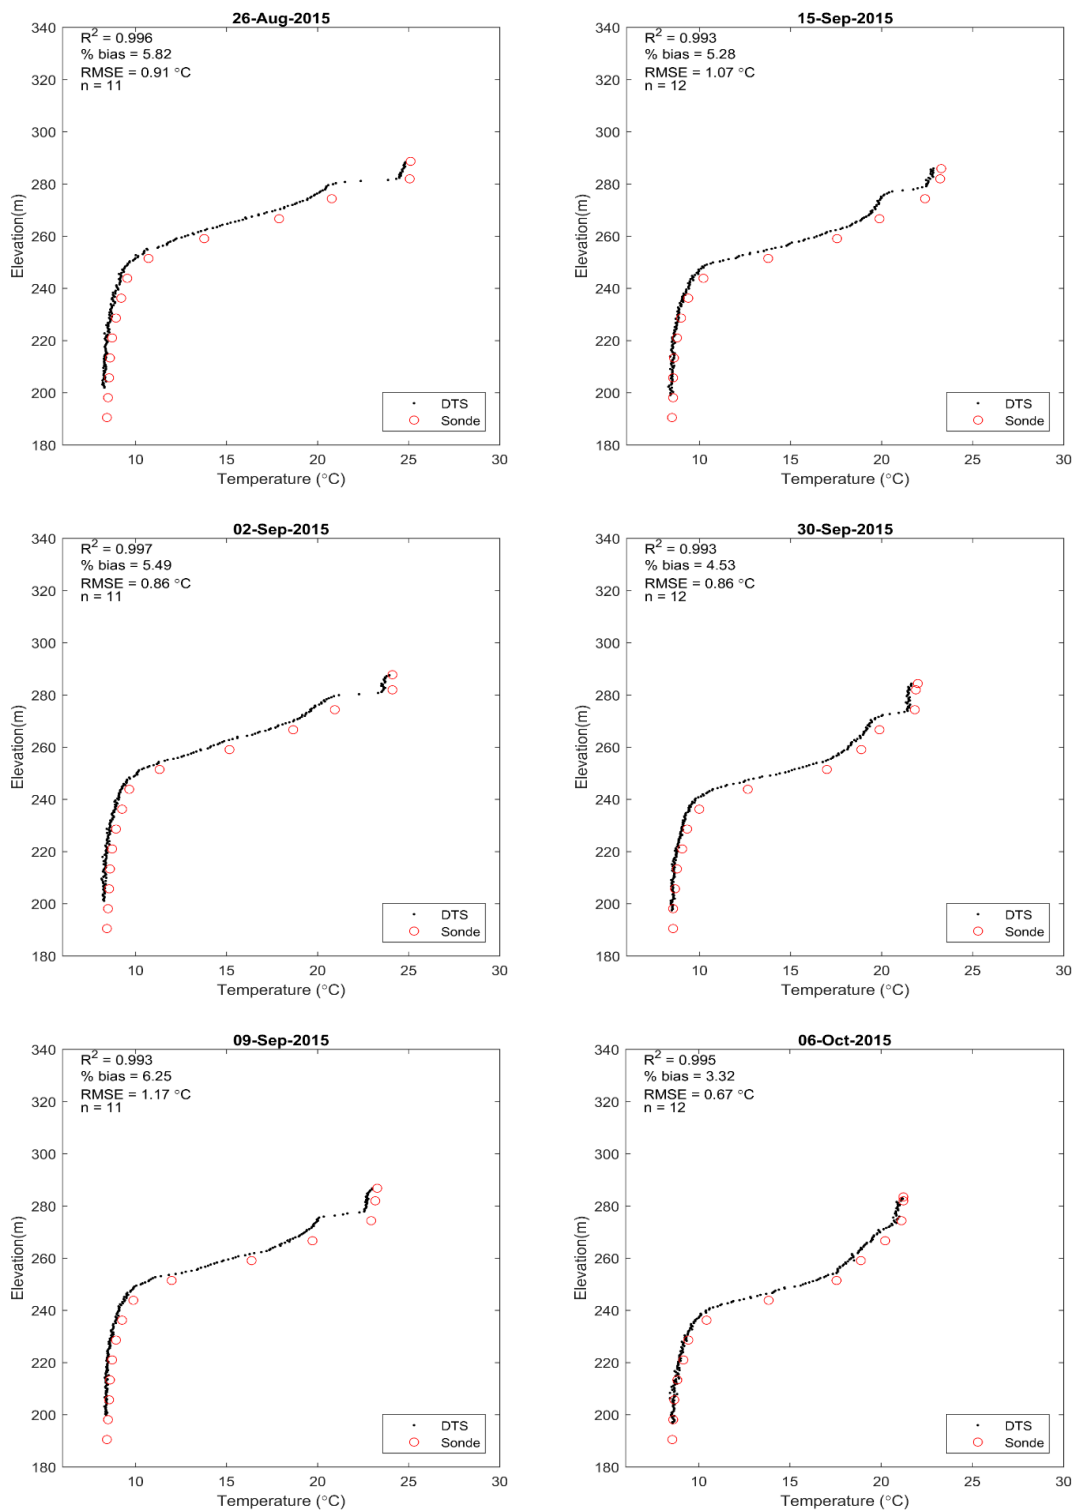 26-Aug-2015
R² = 0.996
% bias = 5.82
RMSE = 0.91 °C
n = 11
340
320
300
280
260
240
220
200
180
Elevation(m)
DTS
Sonde
10 15 20 25 30
Temperature (°C)
15-Sep-2015
R² = 0.993
% bias = 5.28
RMSE = 1.07 °C
n = 12
340
320
300
280
260
240
220
200
180
Elevation(m)
DTS
Sonde
10 15 20 25 30
Temperature (°C)
02-Sep-2015
R² = 0.997
% bias = 5.49
RMSE = 0.86 °C
n = 11
340
320
300
280
260
240
220
200
180
Elevation(m)
DTS
Sonde
10 15 20 25 30
Temperature (°C)
30-Sep-2015
R² = 0.993
% bias = 4.53
RMSE = 0.86 °C
n = 12
340
320
300
280
260
240
220
200
180
Elevation(m)
DTS
Sonde
10 15 20 25 30
Temperature (°C)
09-Sep-2015
R² = 0.993
% bias = 6.25
RMSE = 1.17 °C
n = 11
340
320
300
280
260
240
220
200
180
Elevation(m)
DTS
Sonde
10 15 20 25 30
Temperature (°C)
06-Oct-2015
R² = 0.995
% bias = 3.32
RMSE = 0.67 °C
n = 12
340
320
300
280
260
240
220
200
180
Elevation(m)
DTS
Sonde
10 15 20 25 30
Temperature (°C)